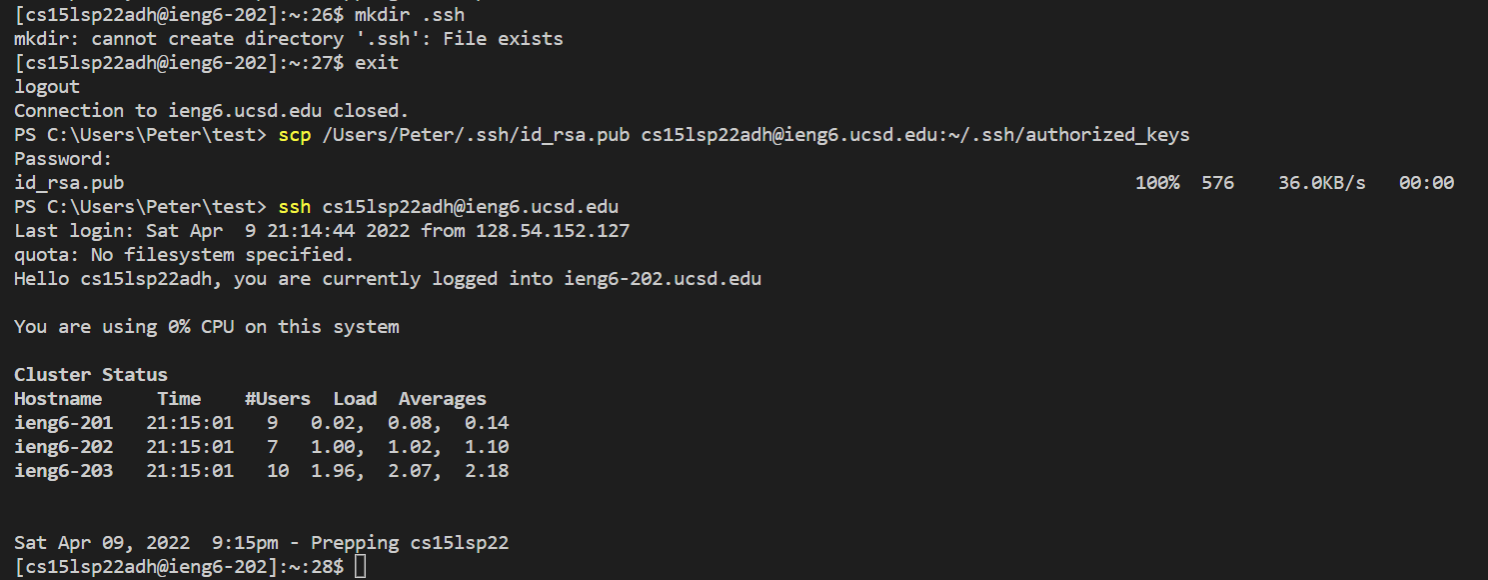 [cs15lsp22adh@ieng6-202]:~:26$ mkdir .ssh
mkdir: cannot create directory '.ssh': File exists
[cs15lsp22adh@ieng6-202]:~:27$ exit
logout
Connection to ieng6.ucsd.edu closed.
PS C:\Users\Peter\test> scp /Users/Peter/.ssh/id_rsa.pub cs15lsp22adh@ieng6.ucsd.edu:~/.ssh/authorized_keys
Password:
id_rsa.pub 100% 576 36.0KB/s 00:00
PS C:\Users\Peter\test> ssh cs15lsp22adh@ieng6.ucsd.edu
Last login: Sat Apr  9 21:14:44 2022 from 128.54.152.127
quota: No filesystem specified.
Hello cs15lsp22adh, you are currently logged into ieng6-202.ucsd.edu
You are using 0% CPU on this system
Cluster Status
Hostname Time #Users Load Averages
ieng6-201 21:15:01 9 0.02, 0.08, 0.14
ieng6-202 21:15:01 7 1.00, 1.02, 1.10
ieng6-203 21:15:01 10 1.96, 2.07, 2.18
Sat Apr 09, 2022  9:15pm - Prepping cs15lsp22
[cs15lsp22adh@ieng6-202]:~:28$